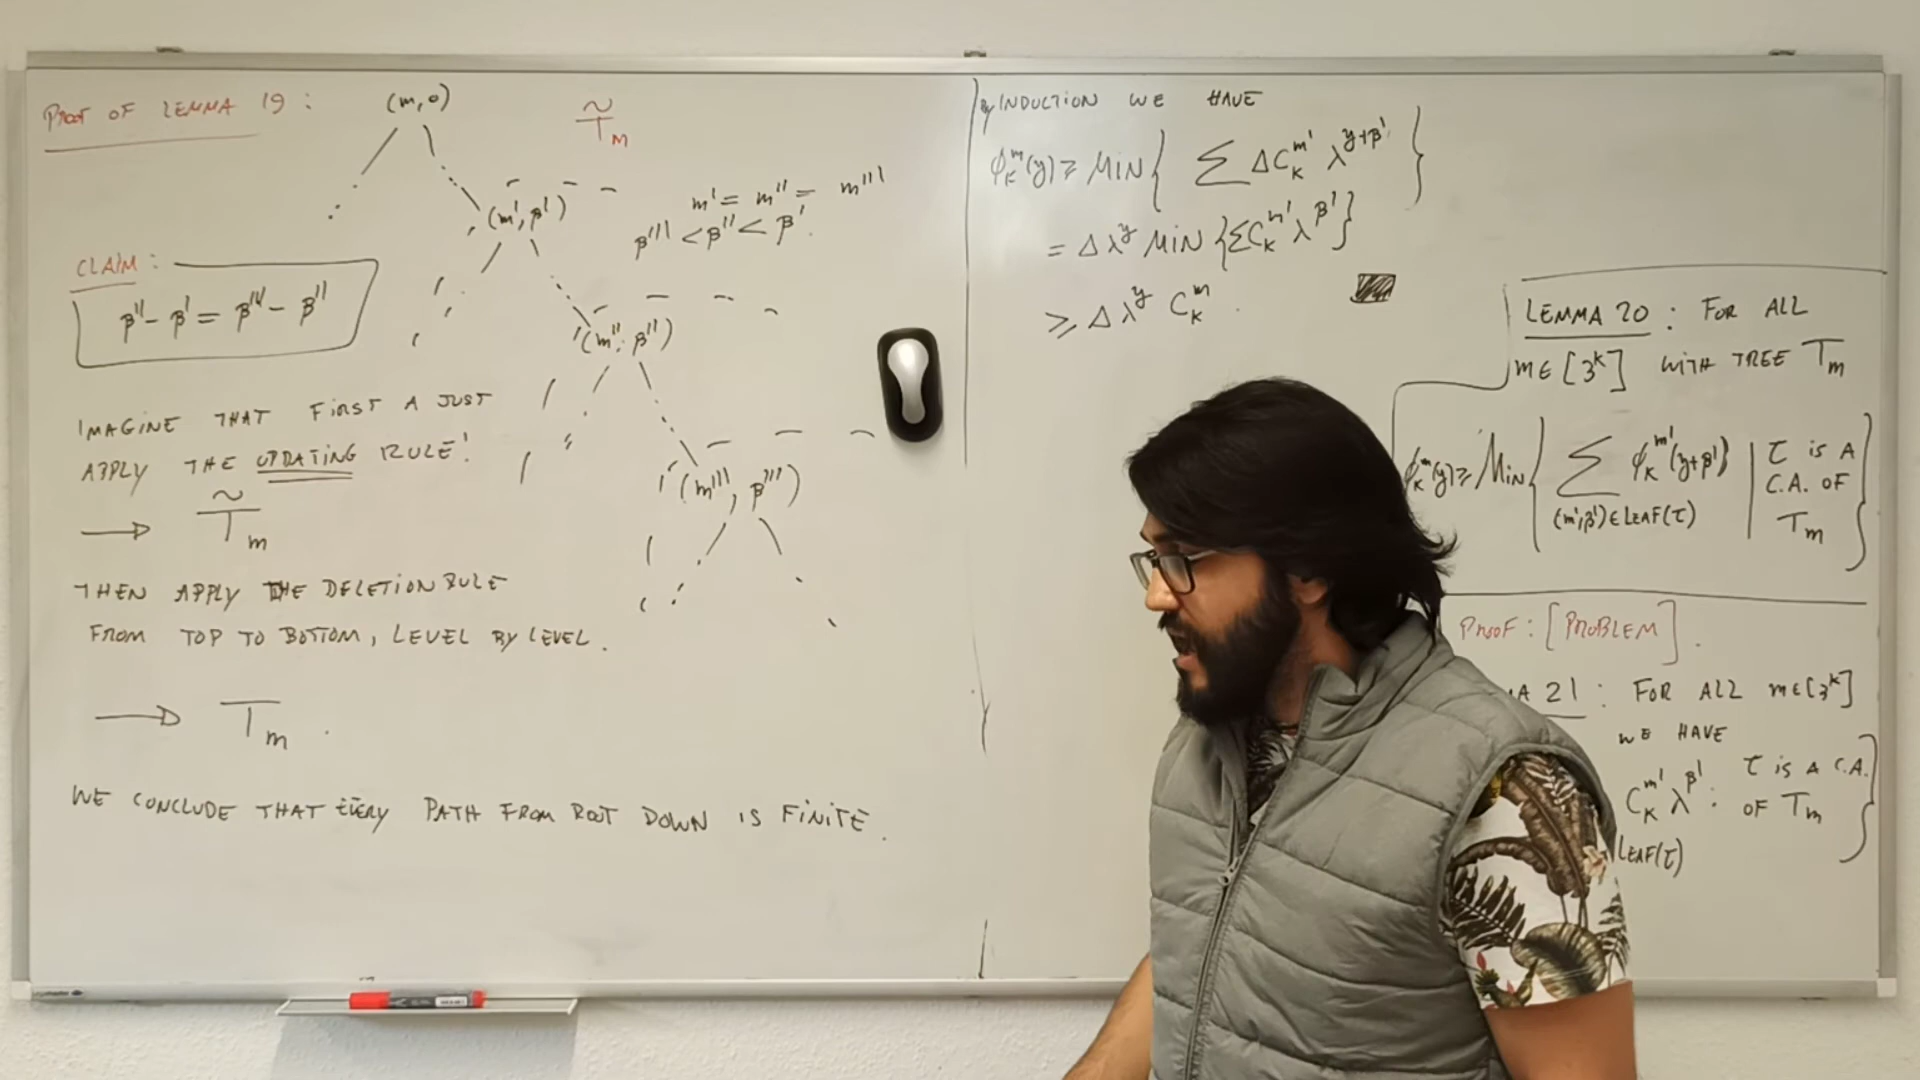 PROOF OF LEMMA 19 :
(m,0)
T̃m
(m',β')
m' = m'' = m'''
β''' < β'' < β'.
CLAIM :
β'' - β' = β''' - β''
(m'', β'')
(m''', β''')
IMAGINE THAT FIRST A JUST
APPLY THE UPDATING RULE!
→ T̃m
THEN APPLY THE DELETION RULE
FROM TOP TO BOTTOM, LEVEL BY LEVEL.
→ Tm.
WE CONCLUDE THAT EVERY PATH FROM ROOT DOWN IS FINITE.
By INDUCTION WE HAVE
ϕ_k^m(y) ≥ MIN { Σ Δ C_k^{m'} λ^{y+β'} }
= Δ λ^y MIN {Σ C_k^{m'} λ^{β'}}
≥ Δ λ^y C_k^m.
LEMMA 20 : FOR ALL
m ∈ [3^k] WITH TREE Tm
ϕ_k^m(y) ≥ MIN { Σ_{(m',β') ∈ LEAF(τ)} ϕ_k^{m'}(y+β') | τ IS A C.A. OF Tm }
PROOF : [PROBLEM].
A 21 : FOR ALL m ∈ [3^k]
WE HAVE
C_k^{m'} λ^{β'} : τ IS A C.A. OF Tm }
LEAF(τ)